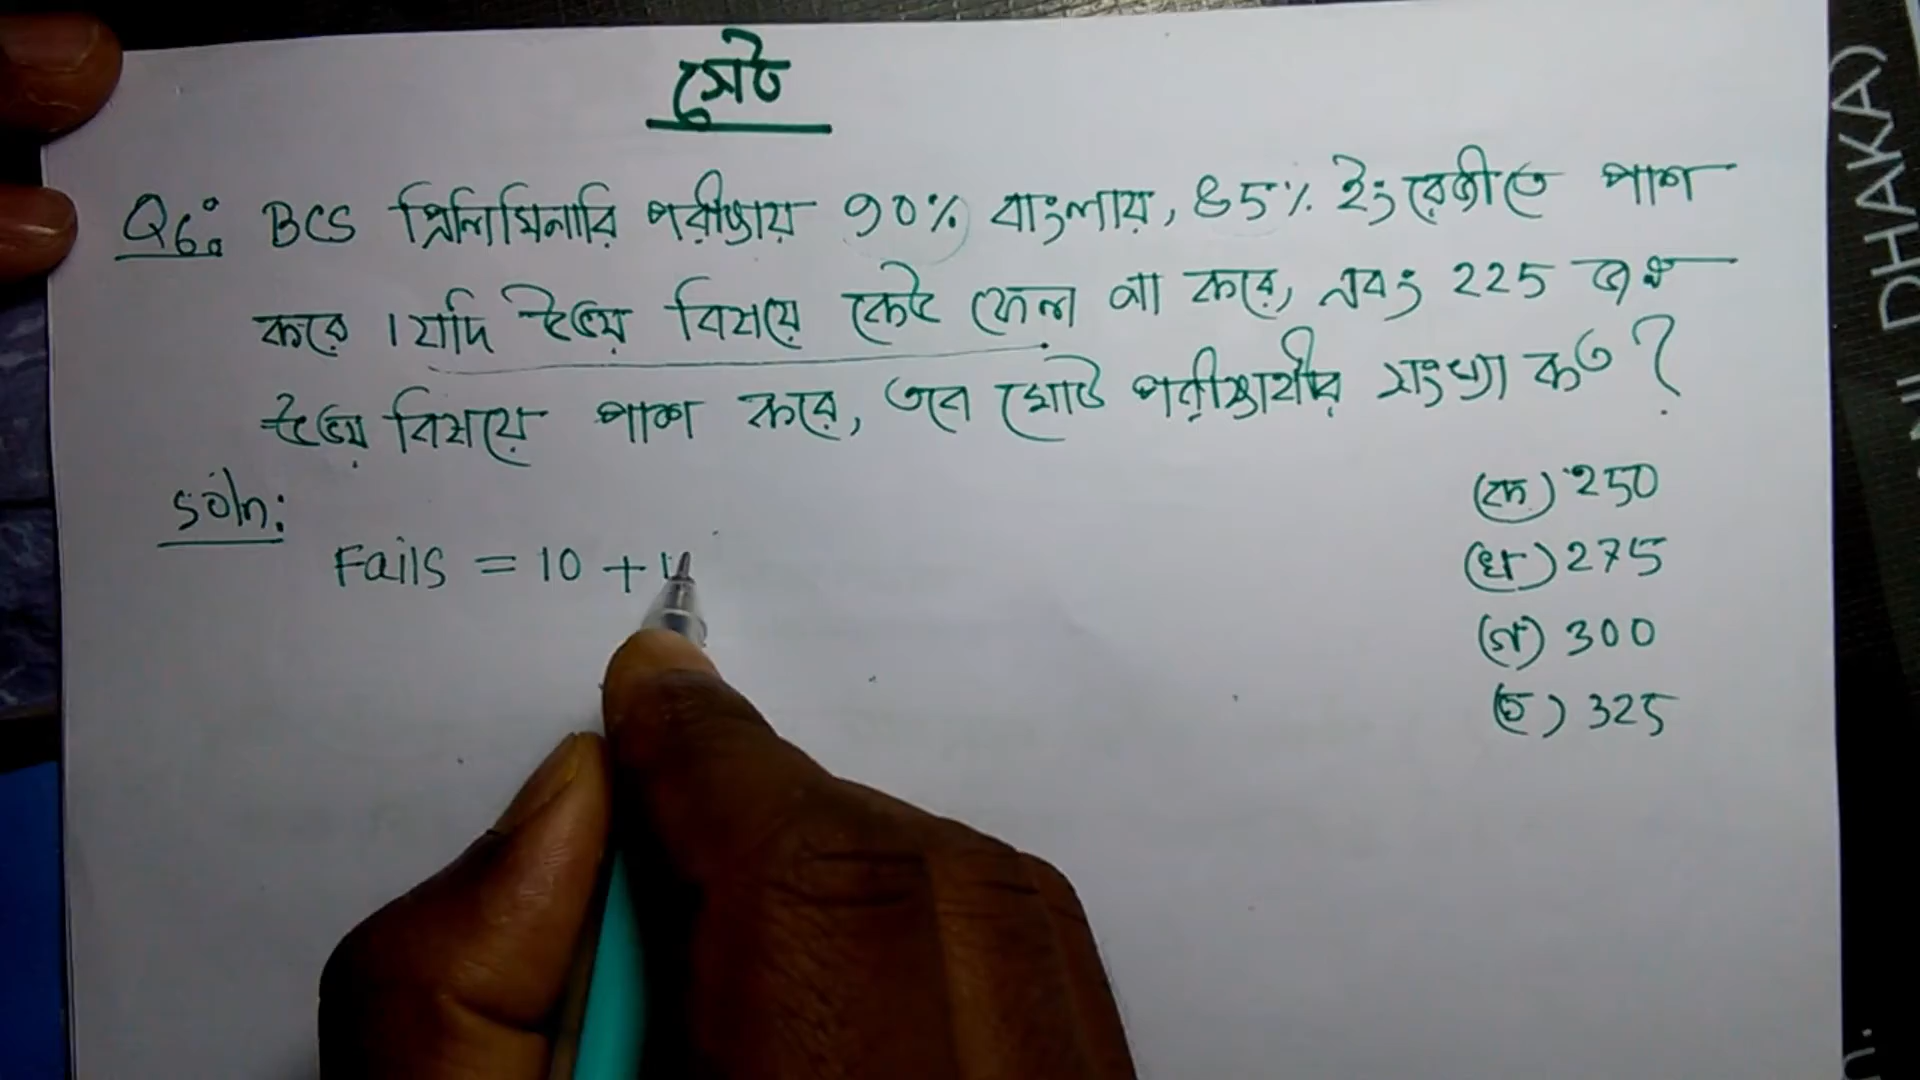 সেট
Q6: BCS প্রিলিমিনারি পরীক্ষায় 90% বাংলায়, 85% ইংরেজীতে পাশ
করে । যদি উভয় বিষয়ে কেউ ফেল না করে, এবং 225 জন
উভয় বিষয়ে পাশ করে, তবে মোট পরীক্ষার্থীর সংখ্যা কত ?
Soln:
(ক) 250
Fails = 10 + 1
(খ) 275
(গ) 300
(চ) 325
DHAKA)